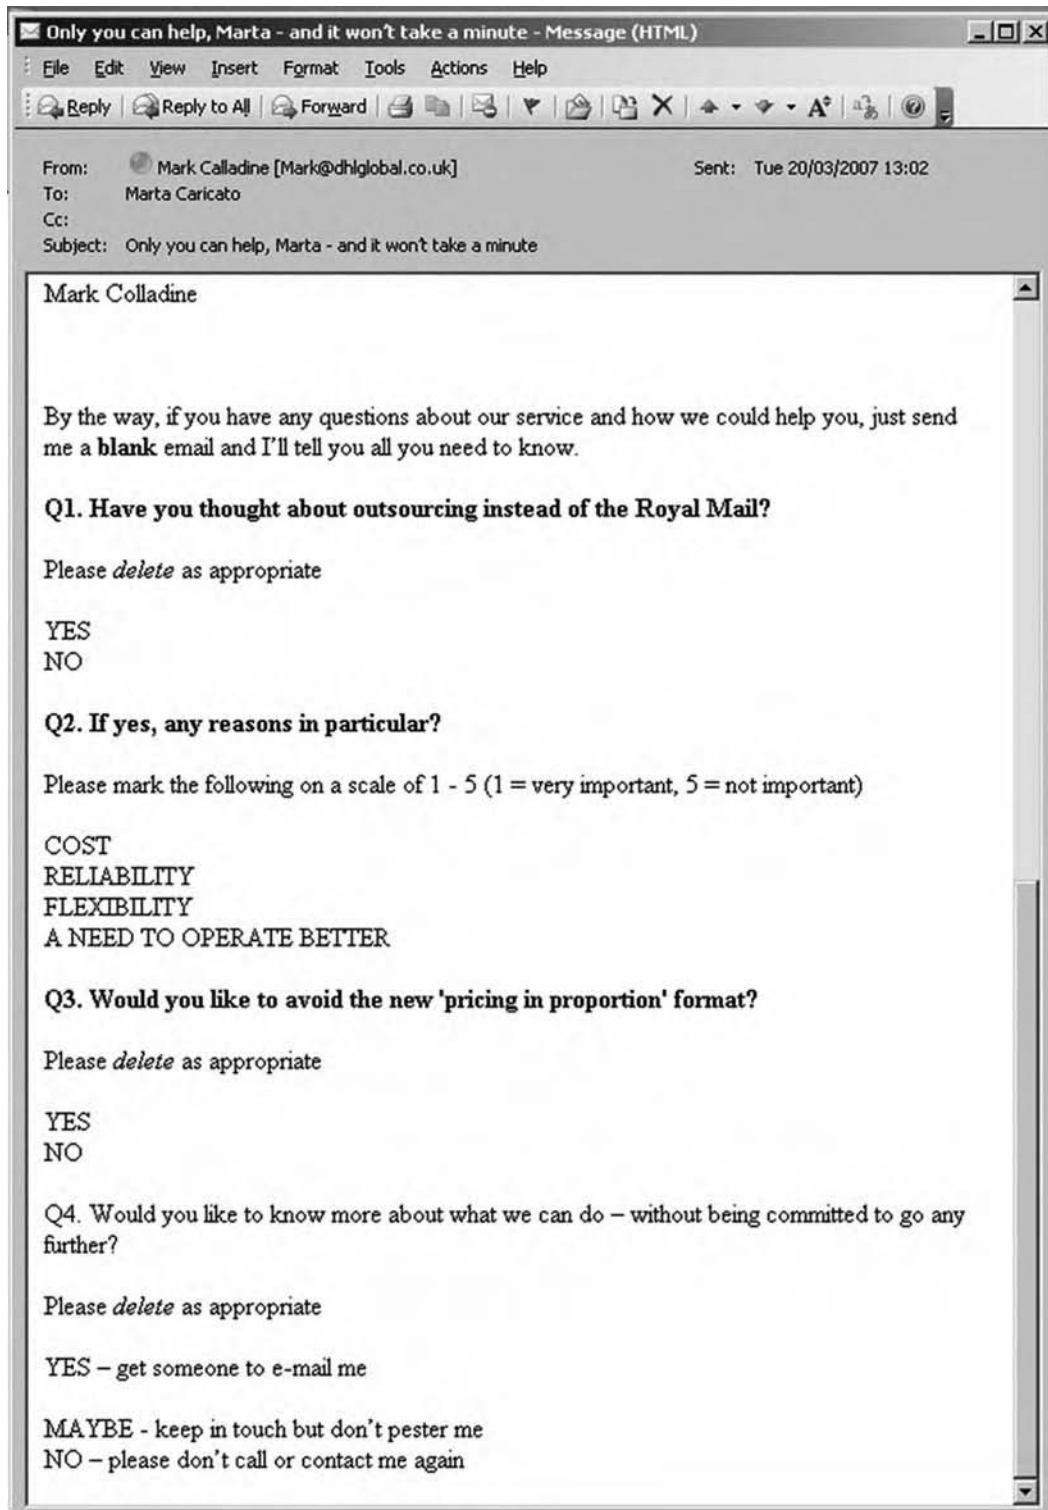 Only you can help, Marta - and it won't take a minute - Message (HTML)
File Edit View Insert Format Tools Actions Help
Reply Reply to All Forward
From: Mark Calladine [Mark@dhlglobal.co.uk] Sent: Tue 20/03/2007 13:02
To: Marta Caricato
Cc:
Subject: Only you can help, Marta - and it won't take a minute
Mark Colladine
By the way, if you have any questions about our service and how we could help you, just send
me a blank email and I'll tell you all you need to know.
Q1. Have you thought about outsourcing instead of the Royal Mail?
Please delete as appropriate
YES
NO
Q2. If yes, any reasons in particular?
Please mark the following on a scale of 1 - 5 (1 = very important, 5 = not important)
COST
RELIABILITY
FLEXIBILITY
A NEED TO OPERATE BETTER
Q3. Would you like to avoid the new 'pricing in proportion' format?
Please delete as appropriate
YES
NO
Q4. Would you like to know more about what we can do – without being committed to go any
further?
Please delete as appropriate
YES – get someone to e-mail me
MAYBE - keep in touch but don't pester me
NO – please don't call or contact me again